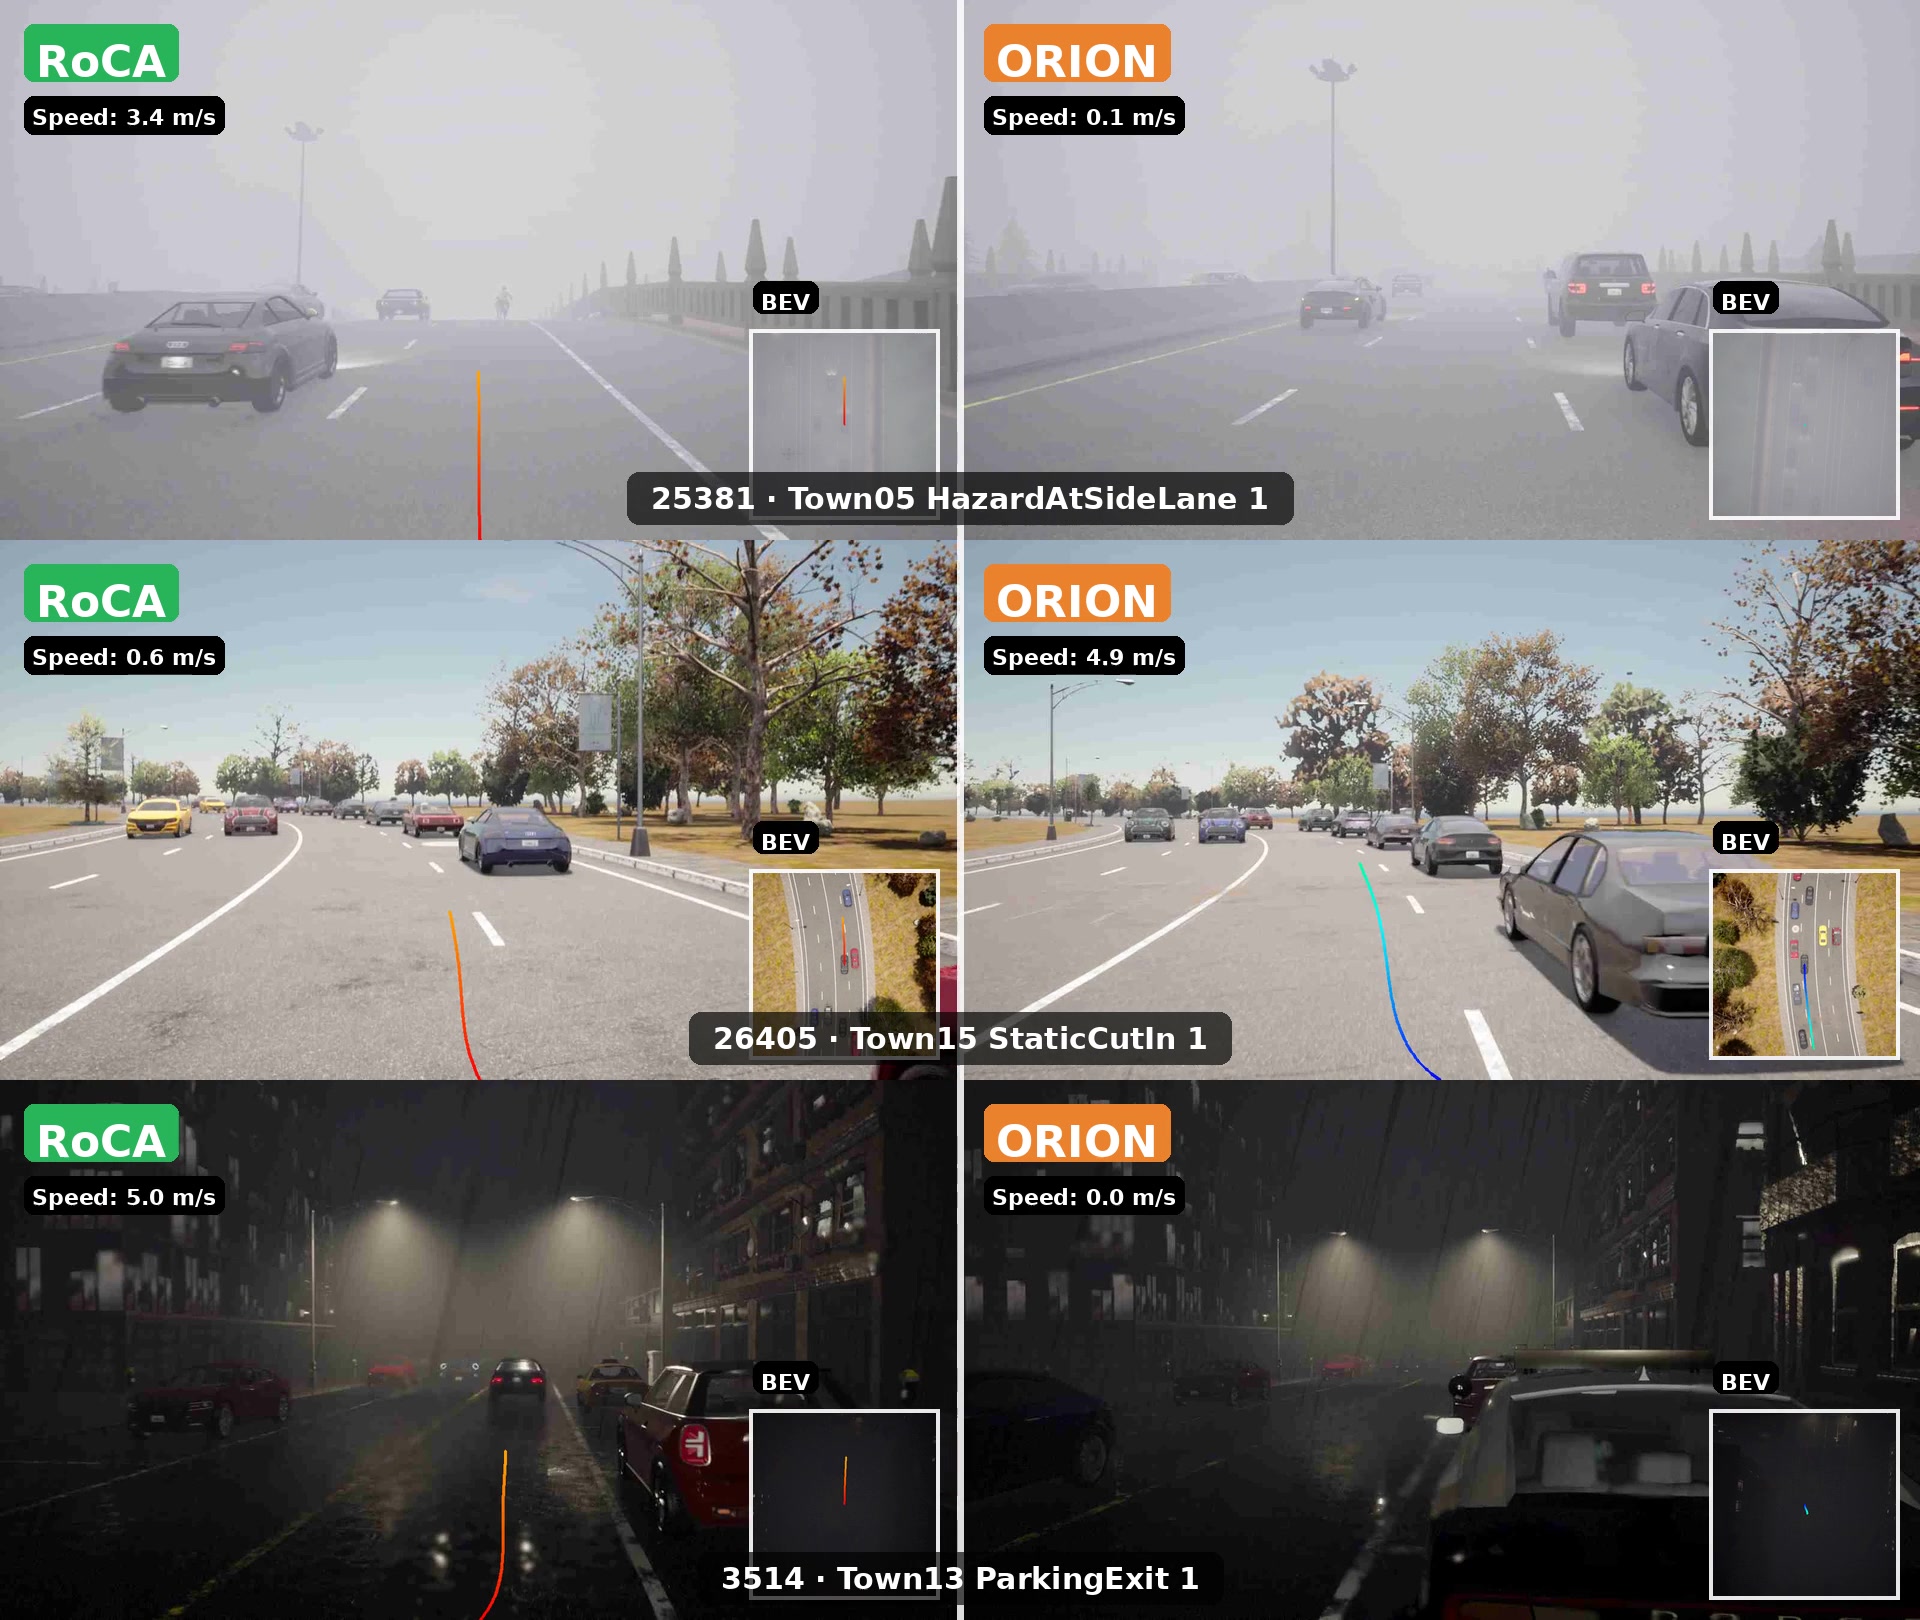 RoCA
Speed: 3.4 m/s
BEV
ORION
Speed: 0.1 m/s
BEV
25381 · Town05 HazardAtSideLane 1
RoCA
Speed: 0.6 m/s
BEV
ORION
Speed: 4.9 m/s
BEV
26405 · Town15 StaticCutIn 1
RoCA
Speed: 5.0 m/s
BEV
ORION
Speed: 0.0 m/s
BEV
3514 · Town13 ParkingExit 1